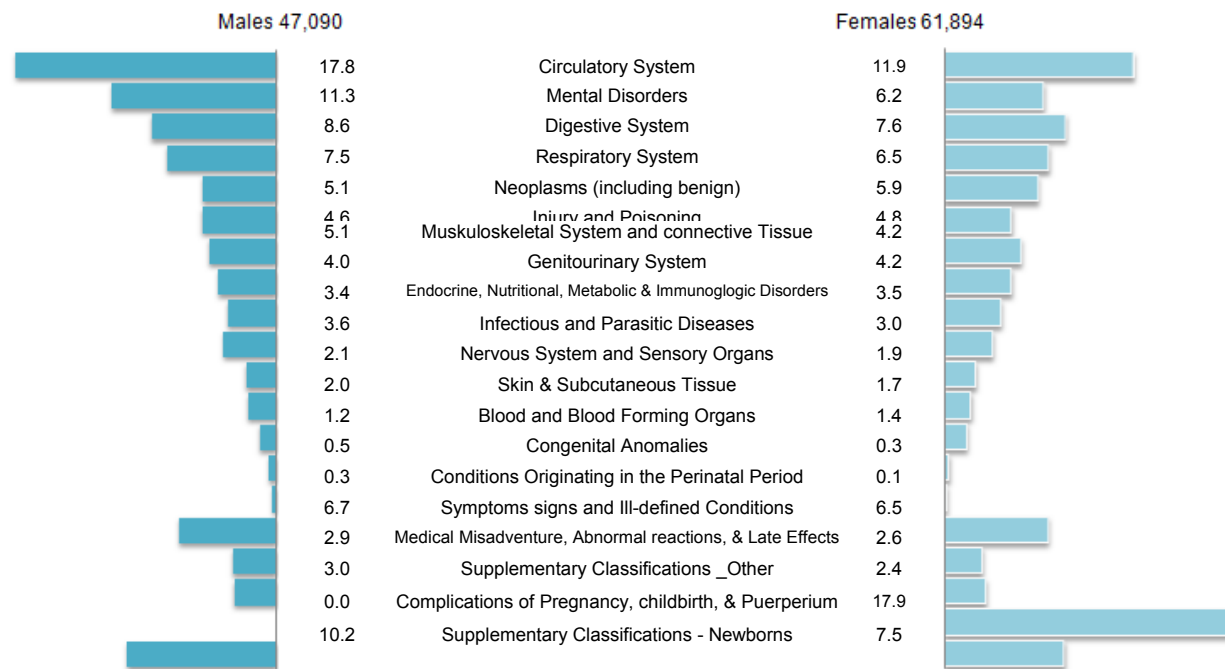 Males 47,090 Females 61,894
17.8 Circulatory System 11.9
11.3 Mental Disorders 6.2
8.6 Digestive System 7.6
7.5 Respiratory System 6.5
5.1 Neoplasms (including benign) 5.9
4.6 Injury and Poisoning 4.8
5.1 Muskuloskeletal System and connective Tissue 4.2
4.0 Genitourinary System 4.2
3.4 Endocrine, Nutritional, Metabolic & Immunoglogic Disorders 3.5
3.6 Infectious and Parasitic Diseases 3.0
2.1 Nervous System and Sensory Organs 1.9
2.0 Skin & Subcutaneous Tissue 1.7
1.2 Blood and Blood Forming Organs 1.4
0.5 Congenital Anomalies 0.3
0.3 Conditions Originating in the Perinatal Period 0.1
6.7 Symptoms signs and Ill-defined Conditions 6.5
2.9 Medical Misadventure, Abnormal reactions, & Late Effects 2.6
3.0 Supplementary Classifications _Other 2.4
0.0 Complications of Pregnancy, childbirth, & Puerperium 17.9
10.2 Supplementary Classifications - Newborns 7.5